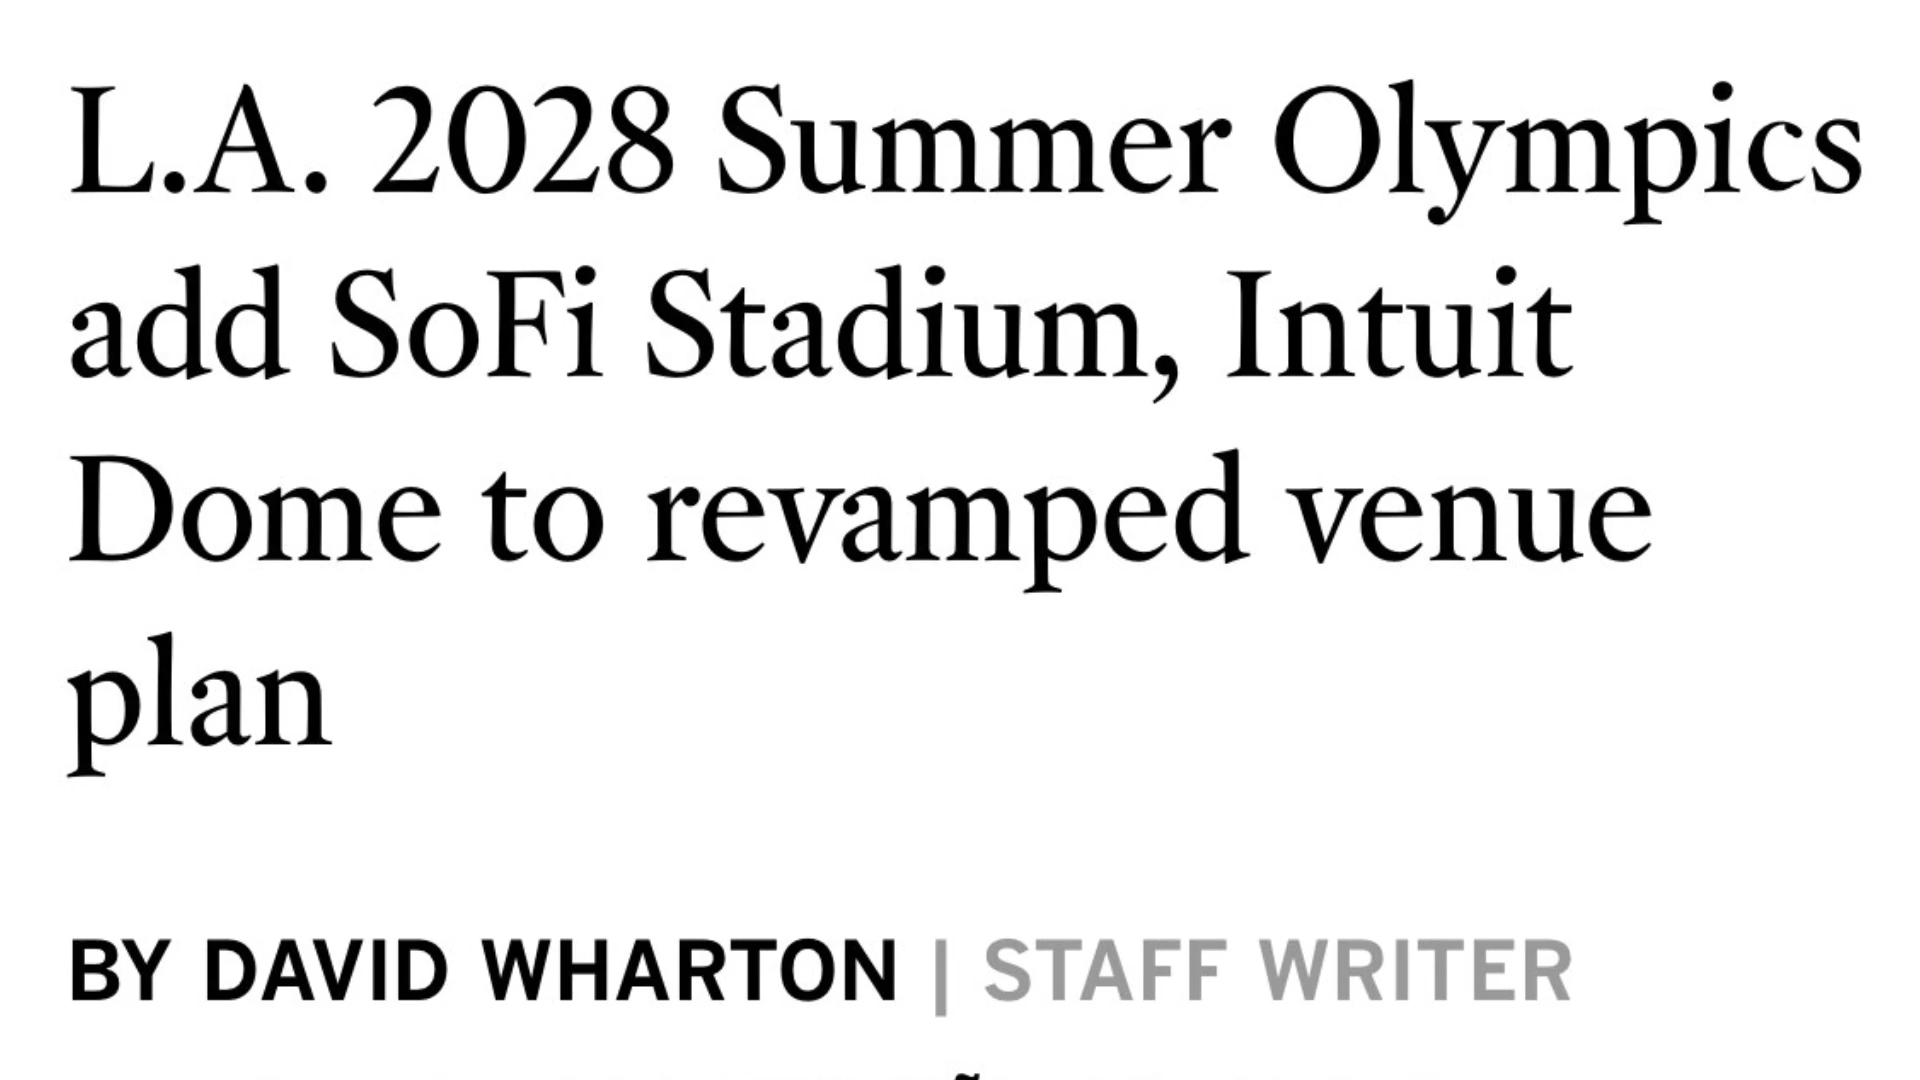 L.A. 2028 Summer Olympics
add SoFi Stadium, Intuit
Dome to revamped venue
plan
BY DAVID WHARTON | STAFF WRITER